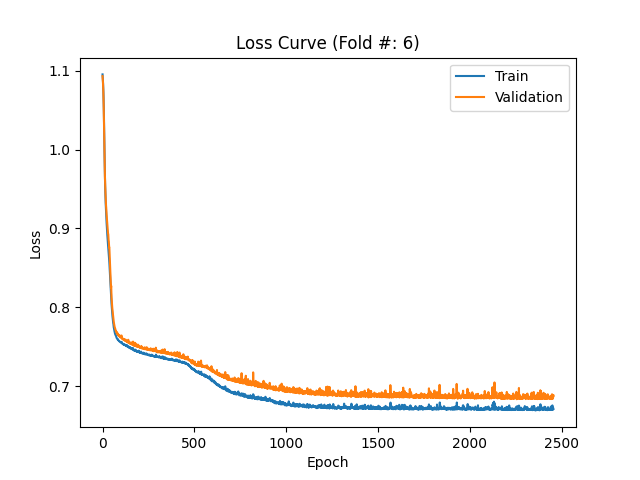 Loss Curve (Fold #: 6)
Train
Validation
Loss
1.1
1.0
0.9
0.8
0.7
0 500 1000 1500 2000 2500
Epoch